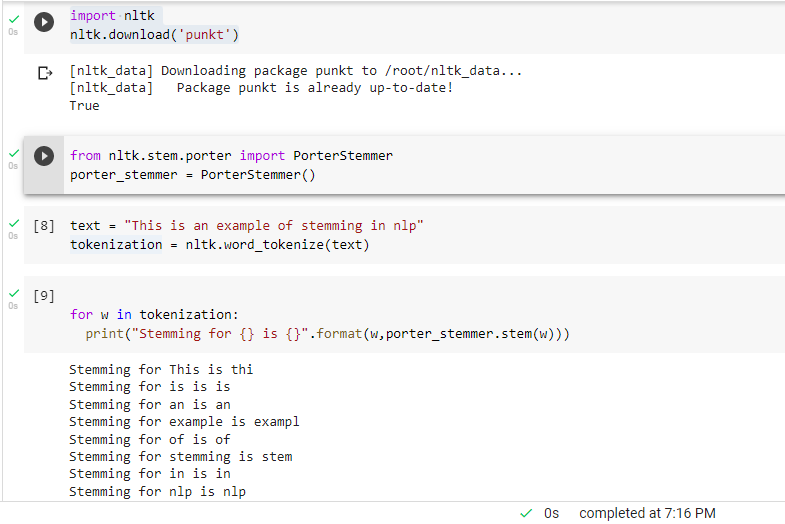 import nltk
0s
nltk.download('punkt')
[nltk_data] Downloading package punkt to /root/nltk_data...
[nltk_data]   Package punkt is already up-to-date!
True
from nltk.stem.porter import PorterStemmer
0s
porter_stemmer = PorterStemmer()
[8] text = "This is an example of stemming in nlp"
0s
tokenization = nltk.word_tokenize(text)
[9]
0s
for w in tokenization:
  print("Stemming for {} is {}".format(w,porter_stemmer.stem(w)))
Stemming for This is thi
Stemming for is is is
Stemming for an is an
Stemming for example is exampl
Stemming for of is of
Stemming for stemming is stem
Stemming for in is in
Stemming for nlp is nlp
0s completed at 7:16 PM